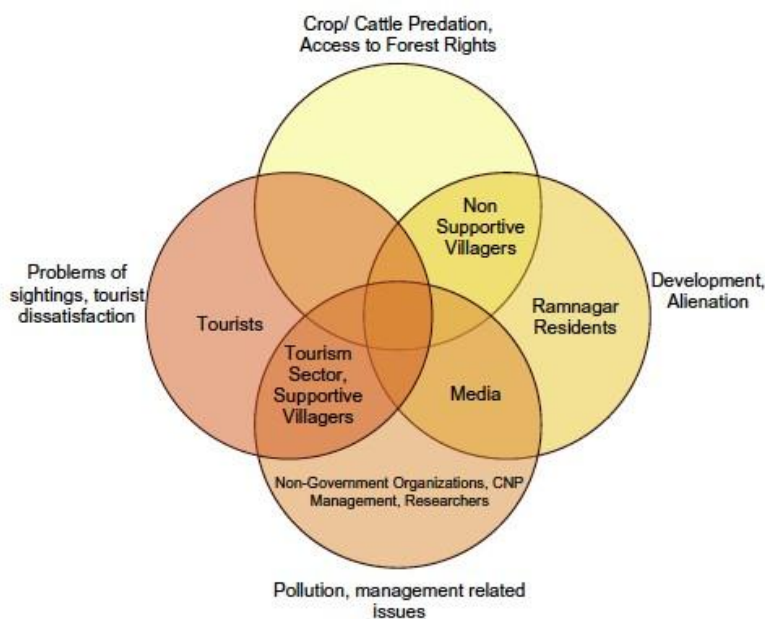 Crop/ Cattle Predation,
Access to Forest Rights
Non
Supportive
Villagers
Problems of
sightings, tourist
dissatisfaction
Development,
Alienation
Tourists
Ramnagar
Residents
Tourism
Sector,
Supportive
Villagers
Media
Non-Government Organizations, CNP
Management, Researchers
Pollution, management related
issues